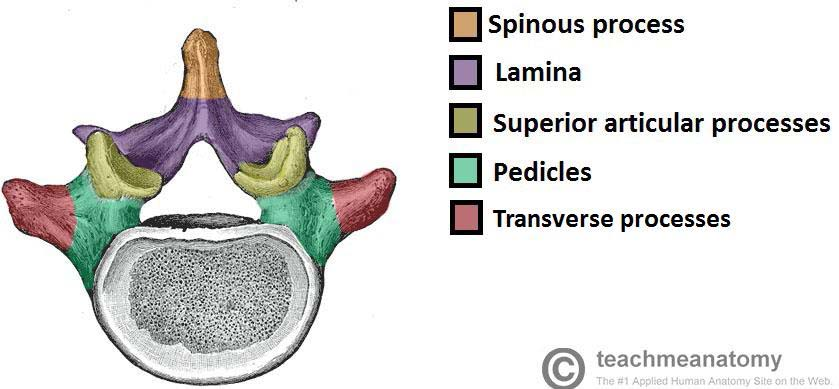 Spinous process
Lamina
Superior articular processes
Pedicles
Transverse processes
© teachmeanatomy
The #1 Applied Human Anatomy Site on the Web.